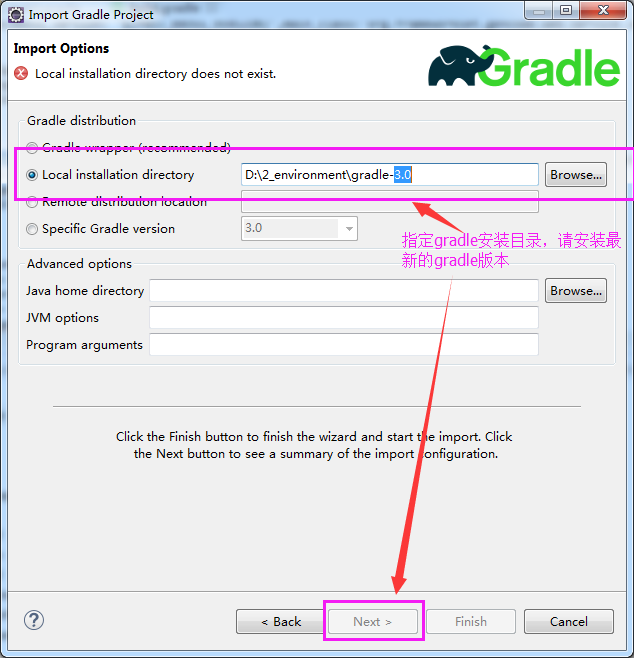 Import Gradle Project
Import Options
Local installation directory does not exist.
Gradle
Gradle distribution
Gradle wrapper (recommended)
Local installation directory
D:\2_environment\gradle-3.0
Browse...
Remote distribution location
Specific Gradle version
3.0
指定gradle安装目录，请安装最
新的gradle版本
Advanced options
Java home directory
Browse...
JVM options
Program arguments
Click the Finish button to finish the wizard and start the import. Click
the Next button to see a summary of the import configuration.
?
< Back
Next >
Finish
Cancel